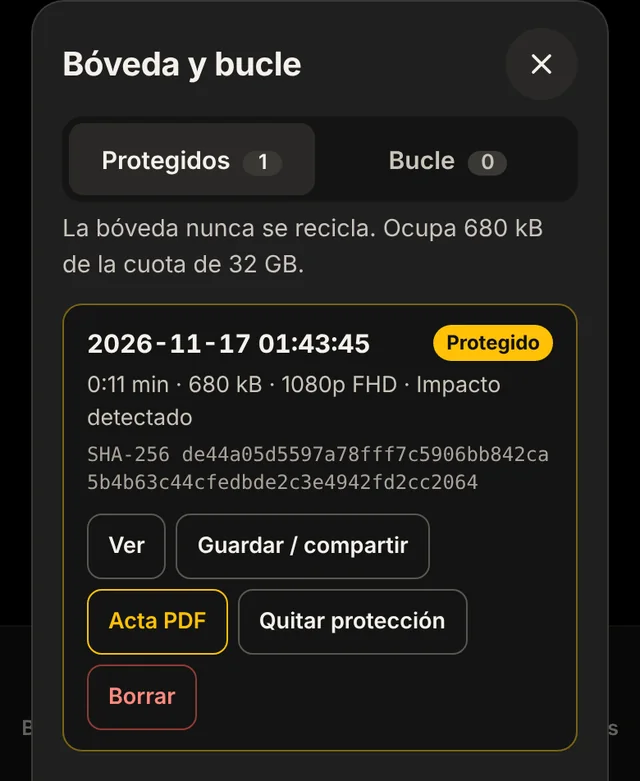 Bóveda y bucle
Protegidos 1
Bucle 0
La bóveda nunca se recicla. Ocupa 680 kB
de la cuota de 32 GB.
2026-11-17 01:43:45
Protegido
0:11 min · 680 kB · 1080p FHD · Impacto
detectado
SHA-256 de44a05d5597a78fff7c5906bb842ca
5b4b63c44cfedbde2c3e4942fd2cc2064
Ver
Guardar / compartir
Acta PDF
Quitar protección
Borrar